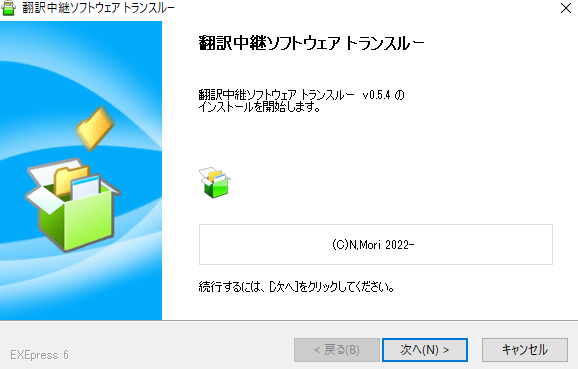 翻訳中継ソフトウェア トランスルー
翻訳中継ソフトウェア トランスルー
翻訳中継ソフトウェア トランスルー v0.5.4 の
インストールを開始します。
(C)N,Mori 2022-
続行するには、[次へ]をクリックしてください。
EXEpress 6
< 戻る(B)
次へ(N) >
キャンセル